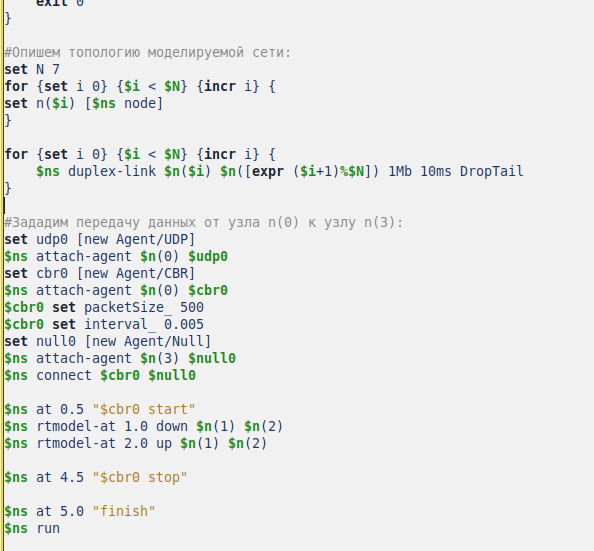 exit 0
}
#Опишем топологию моделируемой сети:
set N 7
for {set i 0} {$i < $N} {incr i} {
set n($i) [$ns node]
}
for {set i 0} {$i < $N} {incr i} {
$ns duplex-link $n($i) $n([expr ($i+1)%$N]) 1Mb 10ms DropTail
}
#Зададим передачу данных от узла n(0) к узлу n(3):
set udp0 [new Agent/UDP]
$ns attach-agent $n(0) $udp0
set cbr0 [new Agent/CBR]
$ns attach-agent $n(0) $cbr0
$cbr0 set packetSize_ 500
$cbr0 set interval_ 0.005
set null0 [new Agent/Null]
$ns attach-agent $n(3) $null0
$ns connect $cbr0 $null0
$ns at 0.5 "$cbr0 start"
$ns rtmodel-at 1.0 down $n(1) $n(2)
$ns rtmodel-at 2.0 up $n(1) $n(2)
$ns at 4.5 "$cbr0 stop"
$ns at 5.0 "finish"
$ns run